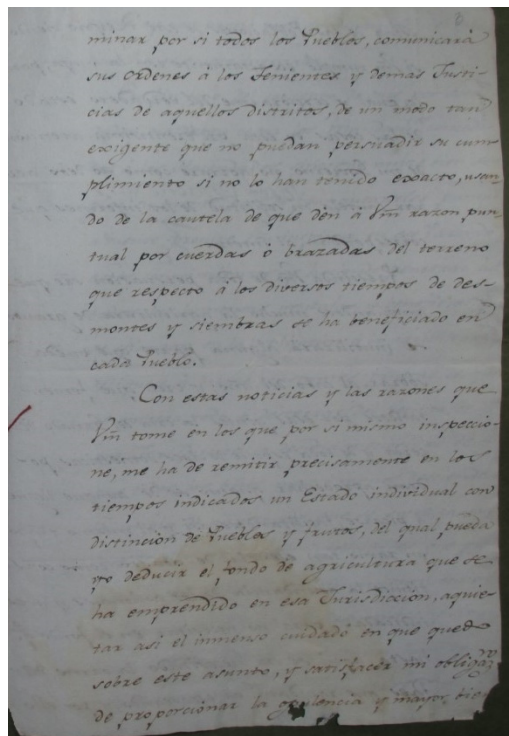 minar por si todos los Pueblos, comunicará
sus ordenes á los Tenientes y demas Justi-
cias de aquellos distritos, de un modo tan
exigente que no puedan persuadir su cum-
plimiento si no lo han tenido exacto, usan-
do de la cautela de que dén á Vm razon pun-
tual por cuerdas ó brazadas del terreno
que respecto á los diversos tiempos de des-
montes y siembras se ha beneficiado en
cada Pueblo.
Con estas noticias y las razones que
Vm tome en los que por si mismo inspeccio-
ne, me ha de remitir precisamente en los
tiempos indicados un Estado individual con
distincion de Pueblos y frutos, del qual pueda
yo deducir el fondo de agricultura que se
ha emprendido en esa Jurisdiccion, aquie-
tar asi el inmenso cuidado en que quedo
sobre este asunto, y satisfacer mi obligaz.n
de proporcionar la opulencia y mayor bien